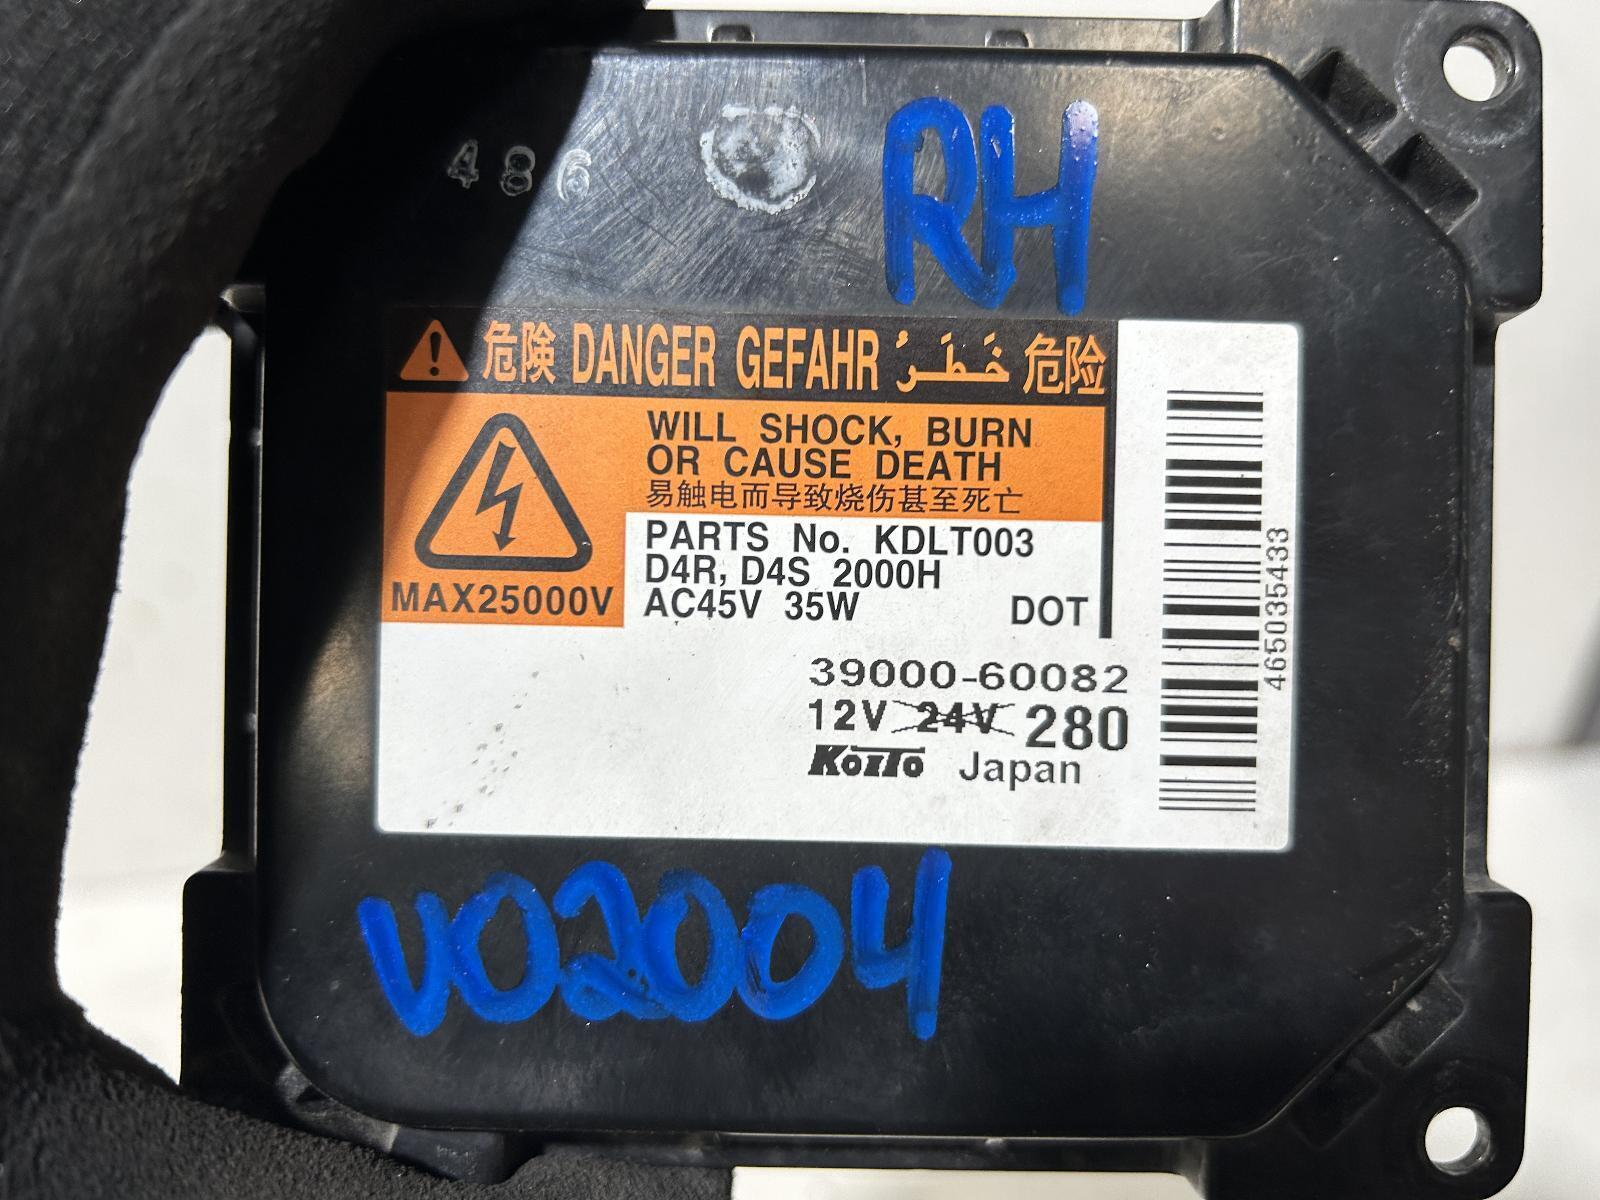 486
RH
危険 DANGER GEFAHR خَطَرُ 危险
WILL SHOCK, BURN
OR CAUSE DEATH
易触电而导致烧伤甚至死亡
MAX25000V
PARTS No. KDLT003
D4R, D4S 2000H
AC45V 35W DOT
39000-60082
12V 24V 280
KOITO Japan
465035433
V02004